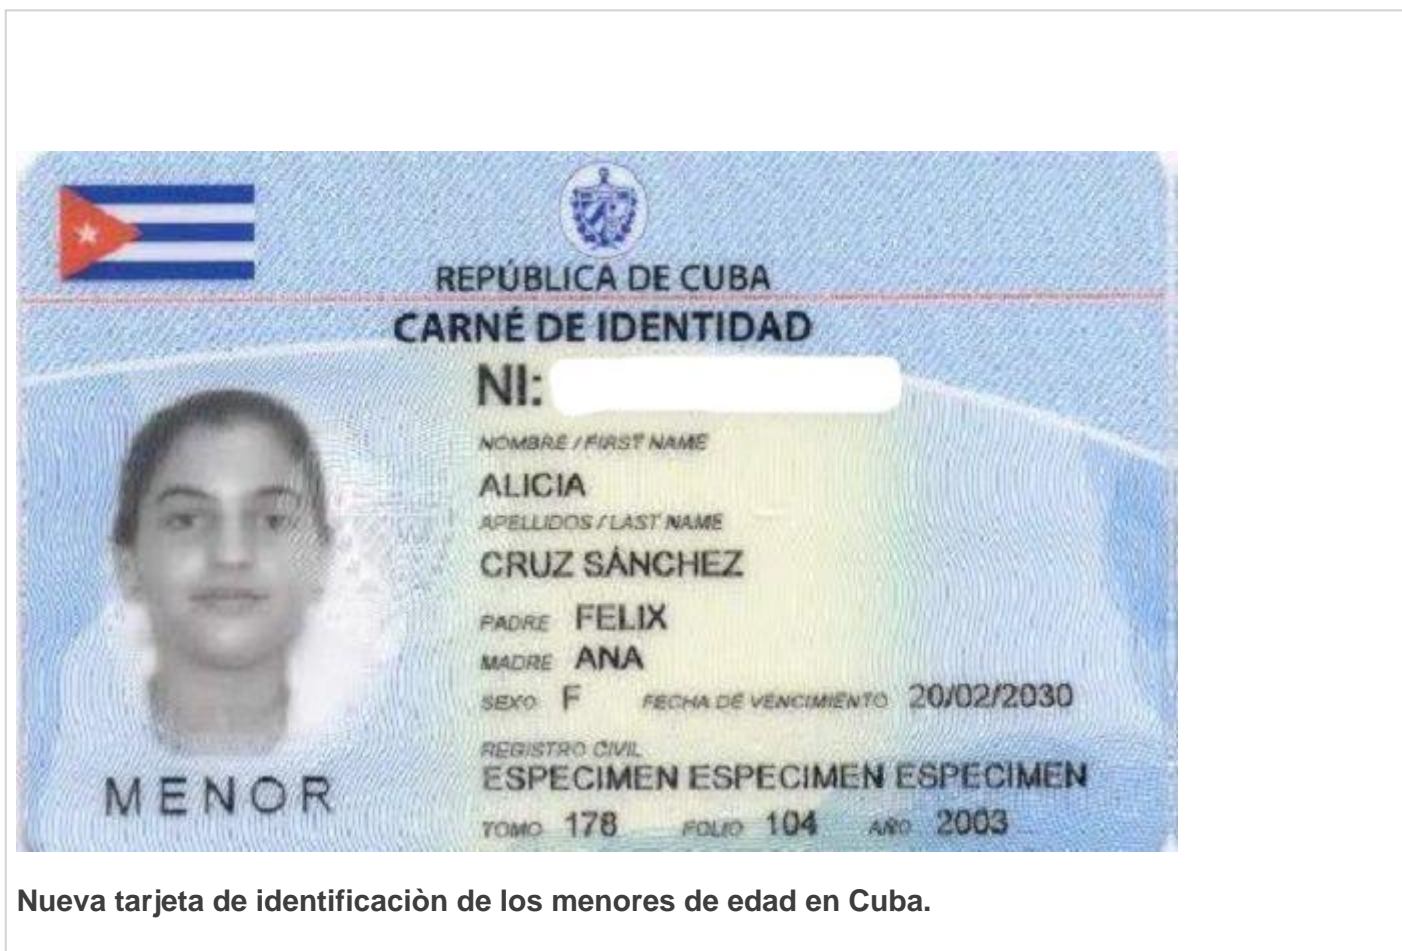 REPÚBLICA DE CUBA
CARNÉ DE IDENTIDAD
NI:
NOMBRE / FIRST NAME
ALICIA
APELLIDOS / LAST NAME
CRUZ SÁNCHEZ
PADRE FELIX
MADRE ANA
SEXO F FECHA DE VENCIMIENTO 20/02/2030
REGISTRO CIVIL
ESPECIMEN ESPECIMEN ESPECIMEN
TOMO 178 FOLIO 104 AÑO 2003
MENOR
Nueva tarjeta de identificaciòn de los menores de edad en Cuba.